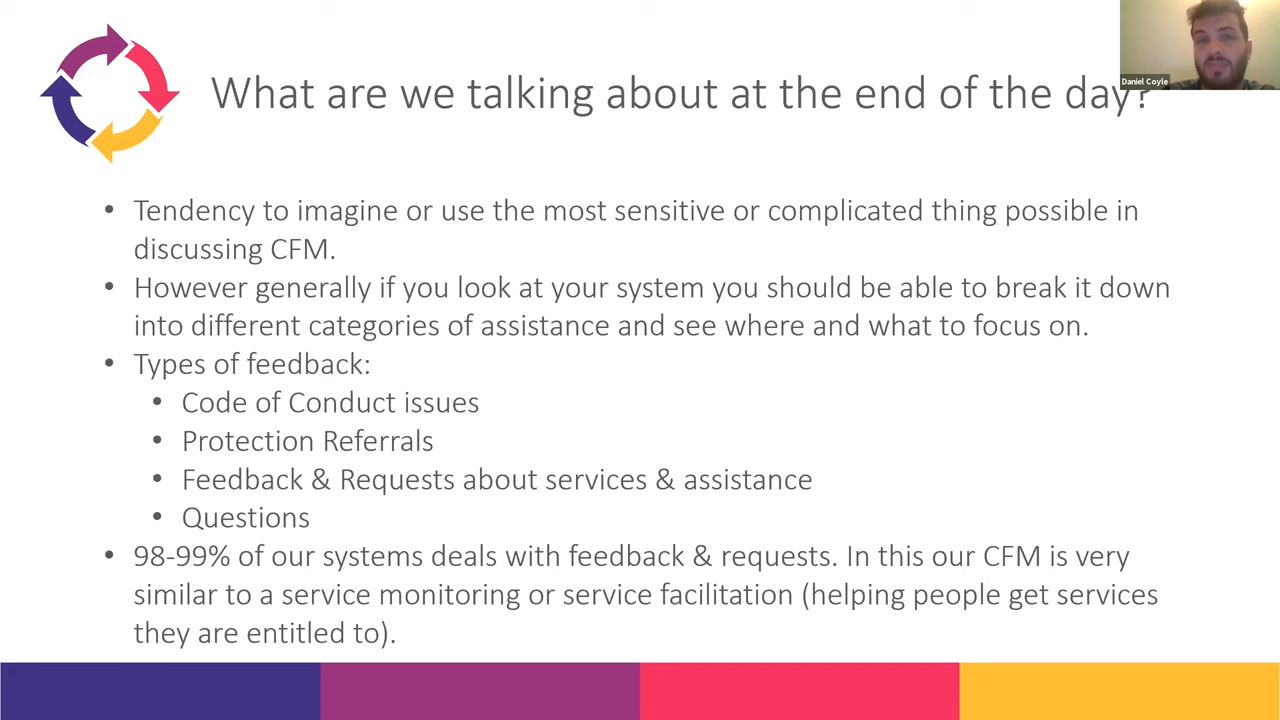 Daniel Coyle
What are we talking about at the end of the day?
• Tendency to imagine or use the most sensitive or complicated thing possible in
discussing CFM.
• However generally if you look at your system you should be able to break it down
into different categories of assistance and see where and what to focus on.
• Types of feedback:
• Code of Conduct issues
• Protection Referrals
• Feedback & Requests about services & assistance
• Questions
• 98-99% of our systems deals with feedback & requests. In this our CFM is very
similar to a service monitoring or service facilitation (helping people get services
they are entitled to).